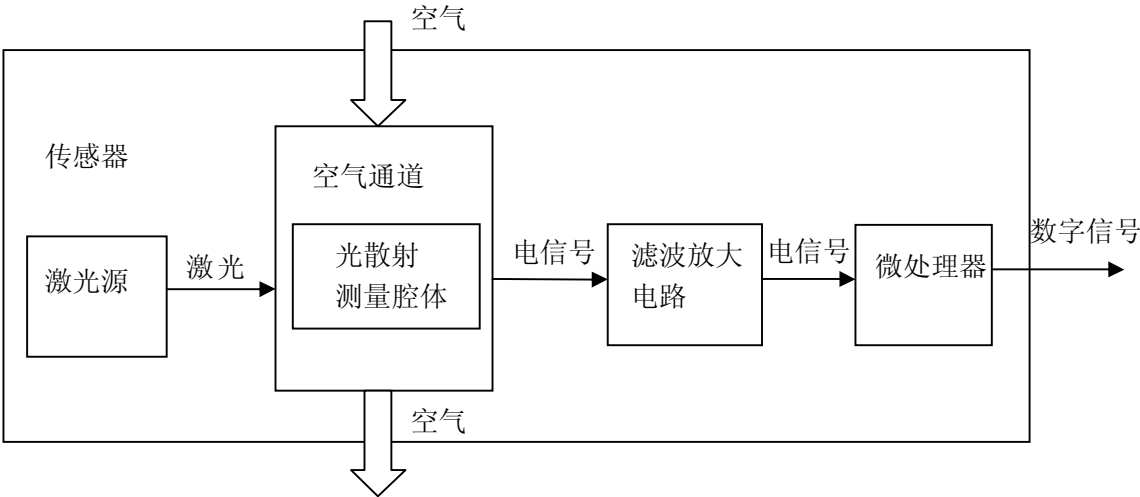 空气
传感器
空气通道
激光源
激光
光散射
测量腔体
电信号
滤波放大
电路
电信号
微处理器
数字信号
空气